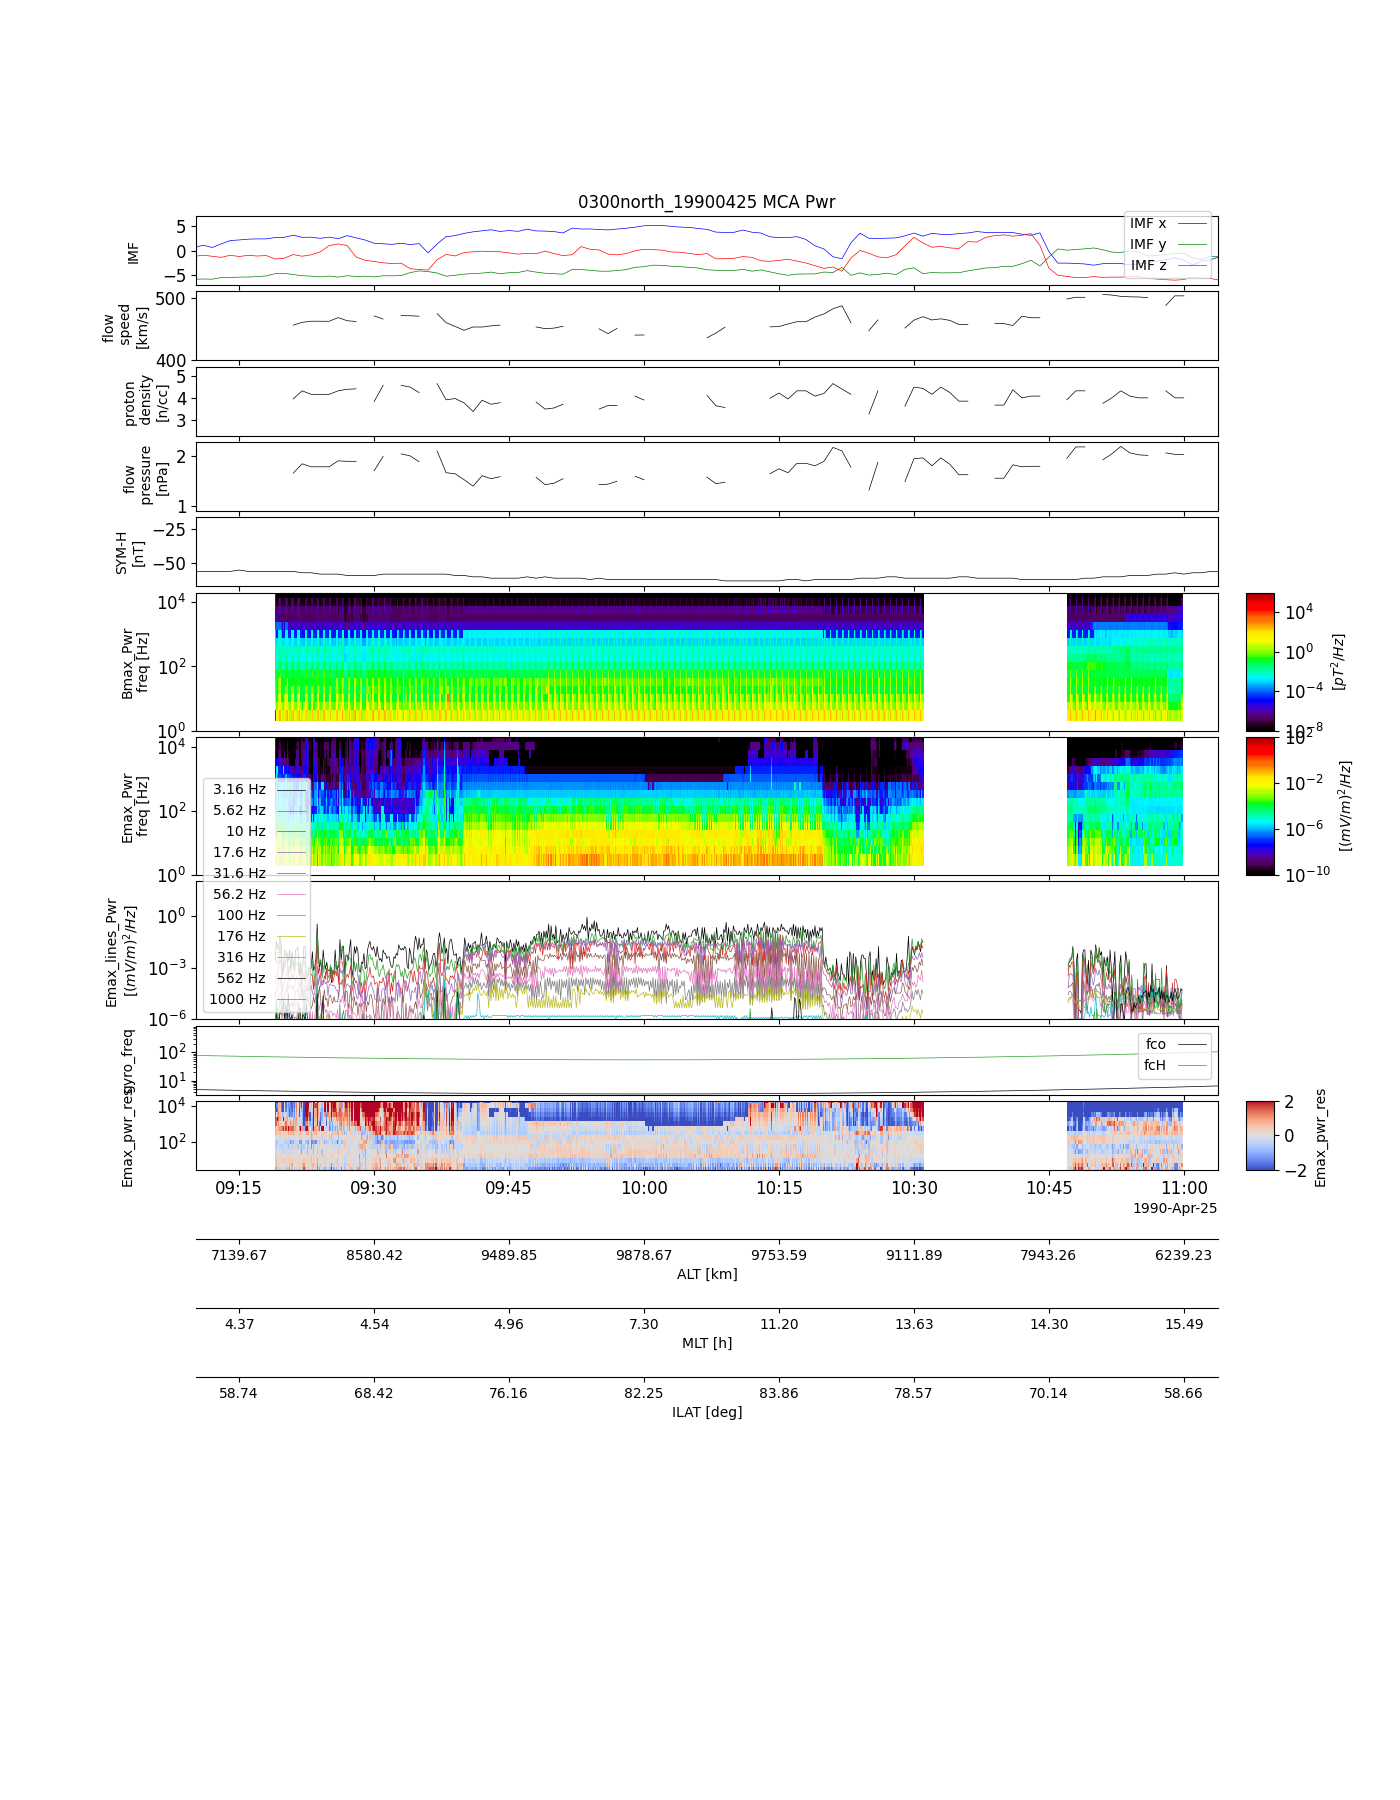 0300north_19900425 MCA Pwr
IMF
5
0
−5
IMF x
IMF y
IMF z
flow
speed
[km/s]
500
400
proton
density
[n/cc]
5
4
3
flow
pressure
[nPa]
2
1
SYM-H
[nT]
−25
−50
Bmax_Pwr
freq [Hz]
10^4
10^2
10^0
10^4
10^0
10^−4
10^−8
[pT^2/Hz]
Emax_Pwr
freq [Hz]
10^4
10^2
10^0
10^2
10^−2
10^−6
10^−10
[(mV/m)^2/Hz]
3.16 Hz
5.62 Hz
10 Hz
17.6 Hz
31.6 Hz
56.2 Hz
100 Hz
176 Hz
316 Hz
562 Hz
1000 Hz
Emax_lines_Pwr
[(mV/m)^2/Hz]
10^0
10^−3
10^−6
gyro_freq
10^2
10^1
fco
fcH
Emax_pwr_res
10^4
10^2
2
0
−2
Emax_pwr_res
09:15 09:30 09:45 10:00 10:15 10:30 10:45 11:00
1990-Apr-25
7139.67 8580.42 9489.85 9878.67 9753.59 9111.89 7943.26 6239.23
ALT [km]
4.37 4.54 4.96 7.30 11.20 13.63 14.30 15.49
MLT [h]
58.74 68.42 76.16 82.25 83.86 78.57 70.14 58.66
ILAT [deg]